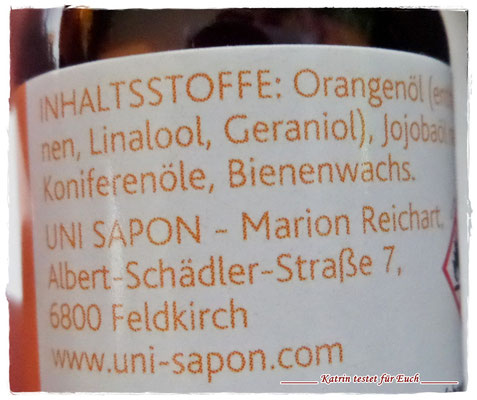 INHALTSSTOFFE: Orangenöl
nen, Linalool, Geraniol), Jojobaöl,
Koniferenöle, Bienenwachs.
UNI SAPON - Marion Reichart,
Albert-Schädler-Straße 7,
6800 Feldkirch
www.uni-sapon.com
Katrin testet für Euch